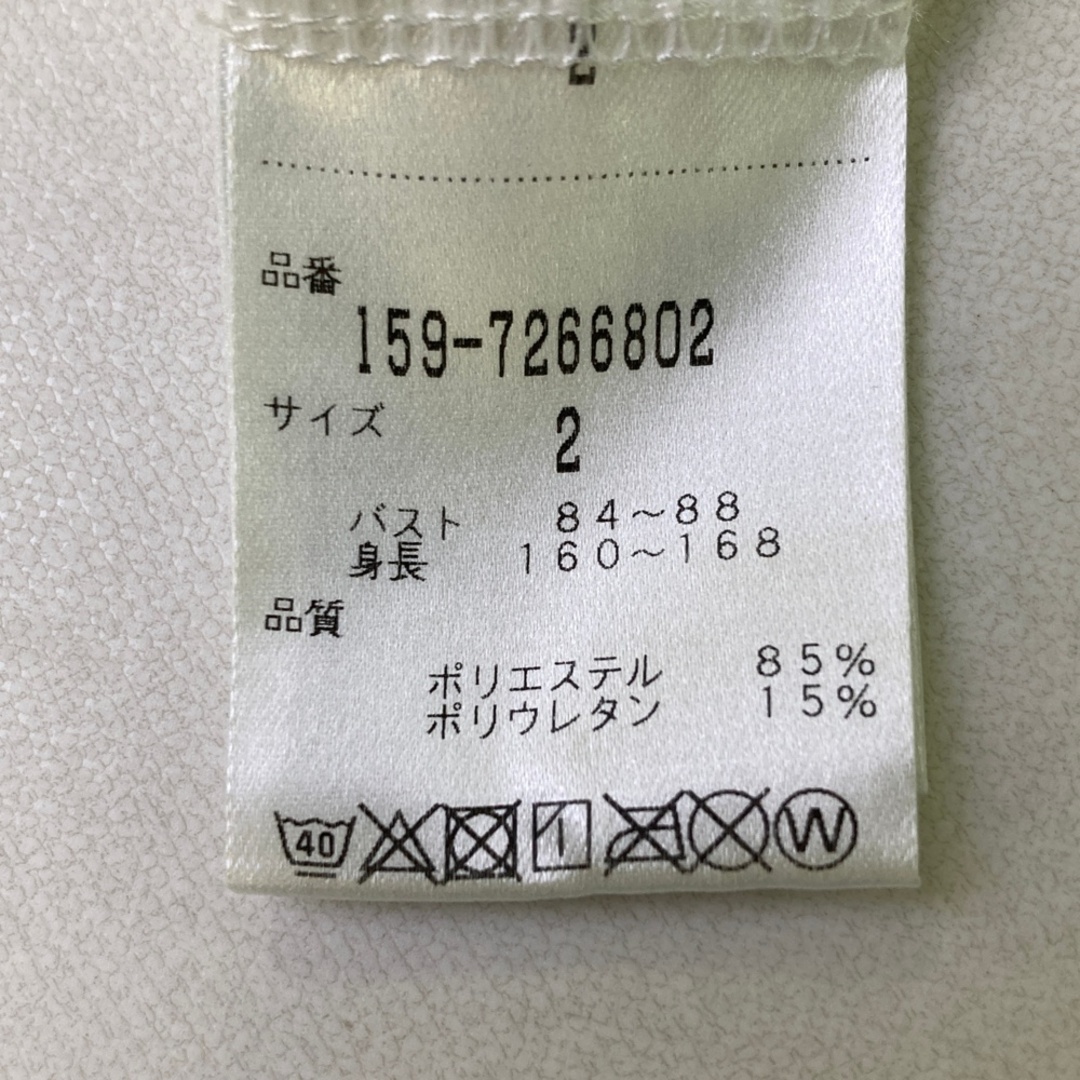 品番
159-7266802
サイズ 2
バスト 84~88
身長 160~168
品質
ポリエステル 85%
ポリウレタン 15%
40 W